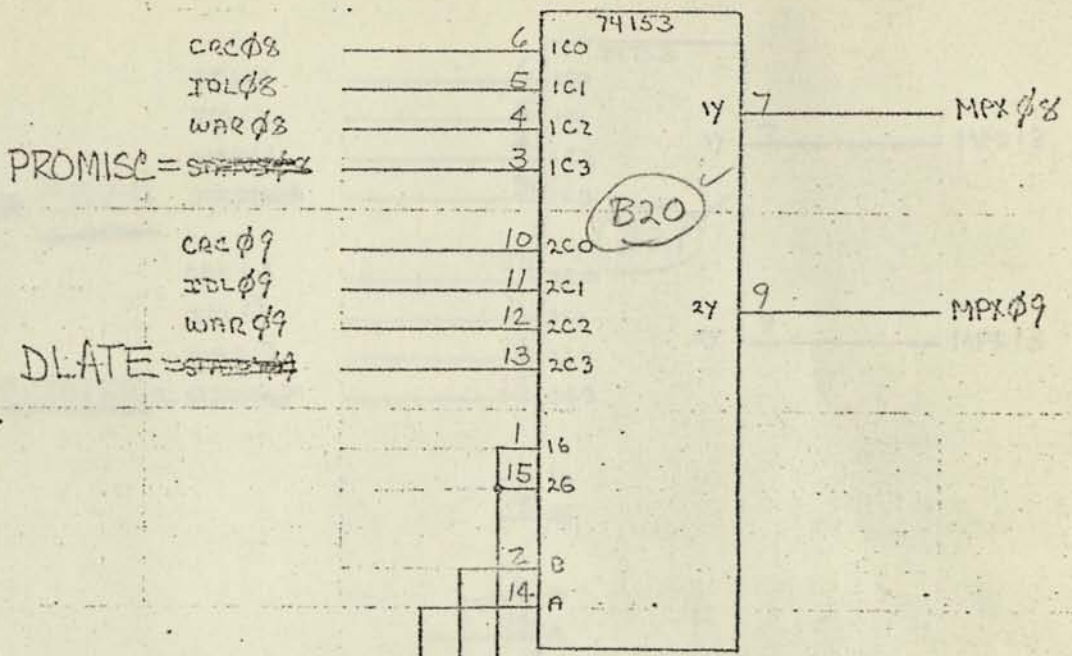 74153
CRCØ8 6 1C0
IDLØ8 5 1C1
1Y 7 MPXØ8
WARØ8 4 1C2
PROMISC= 3 1C3
B20
CRCØ9 10 2C0
IDLØ9 11 2C1
2Y 9 MPXØ9
WARØ9 12 2C2
DLATE= 13 2C3
1 1G
15 2G
2 B
14 A